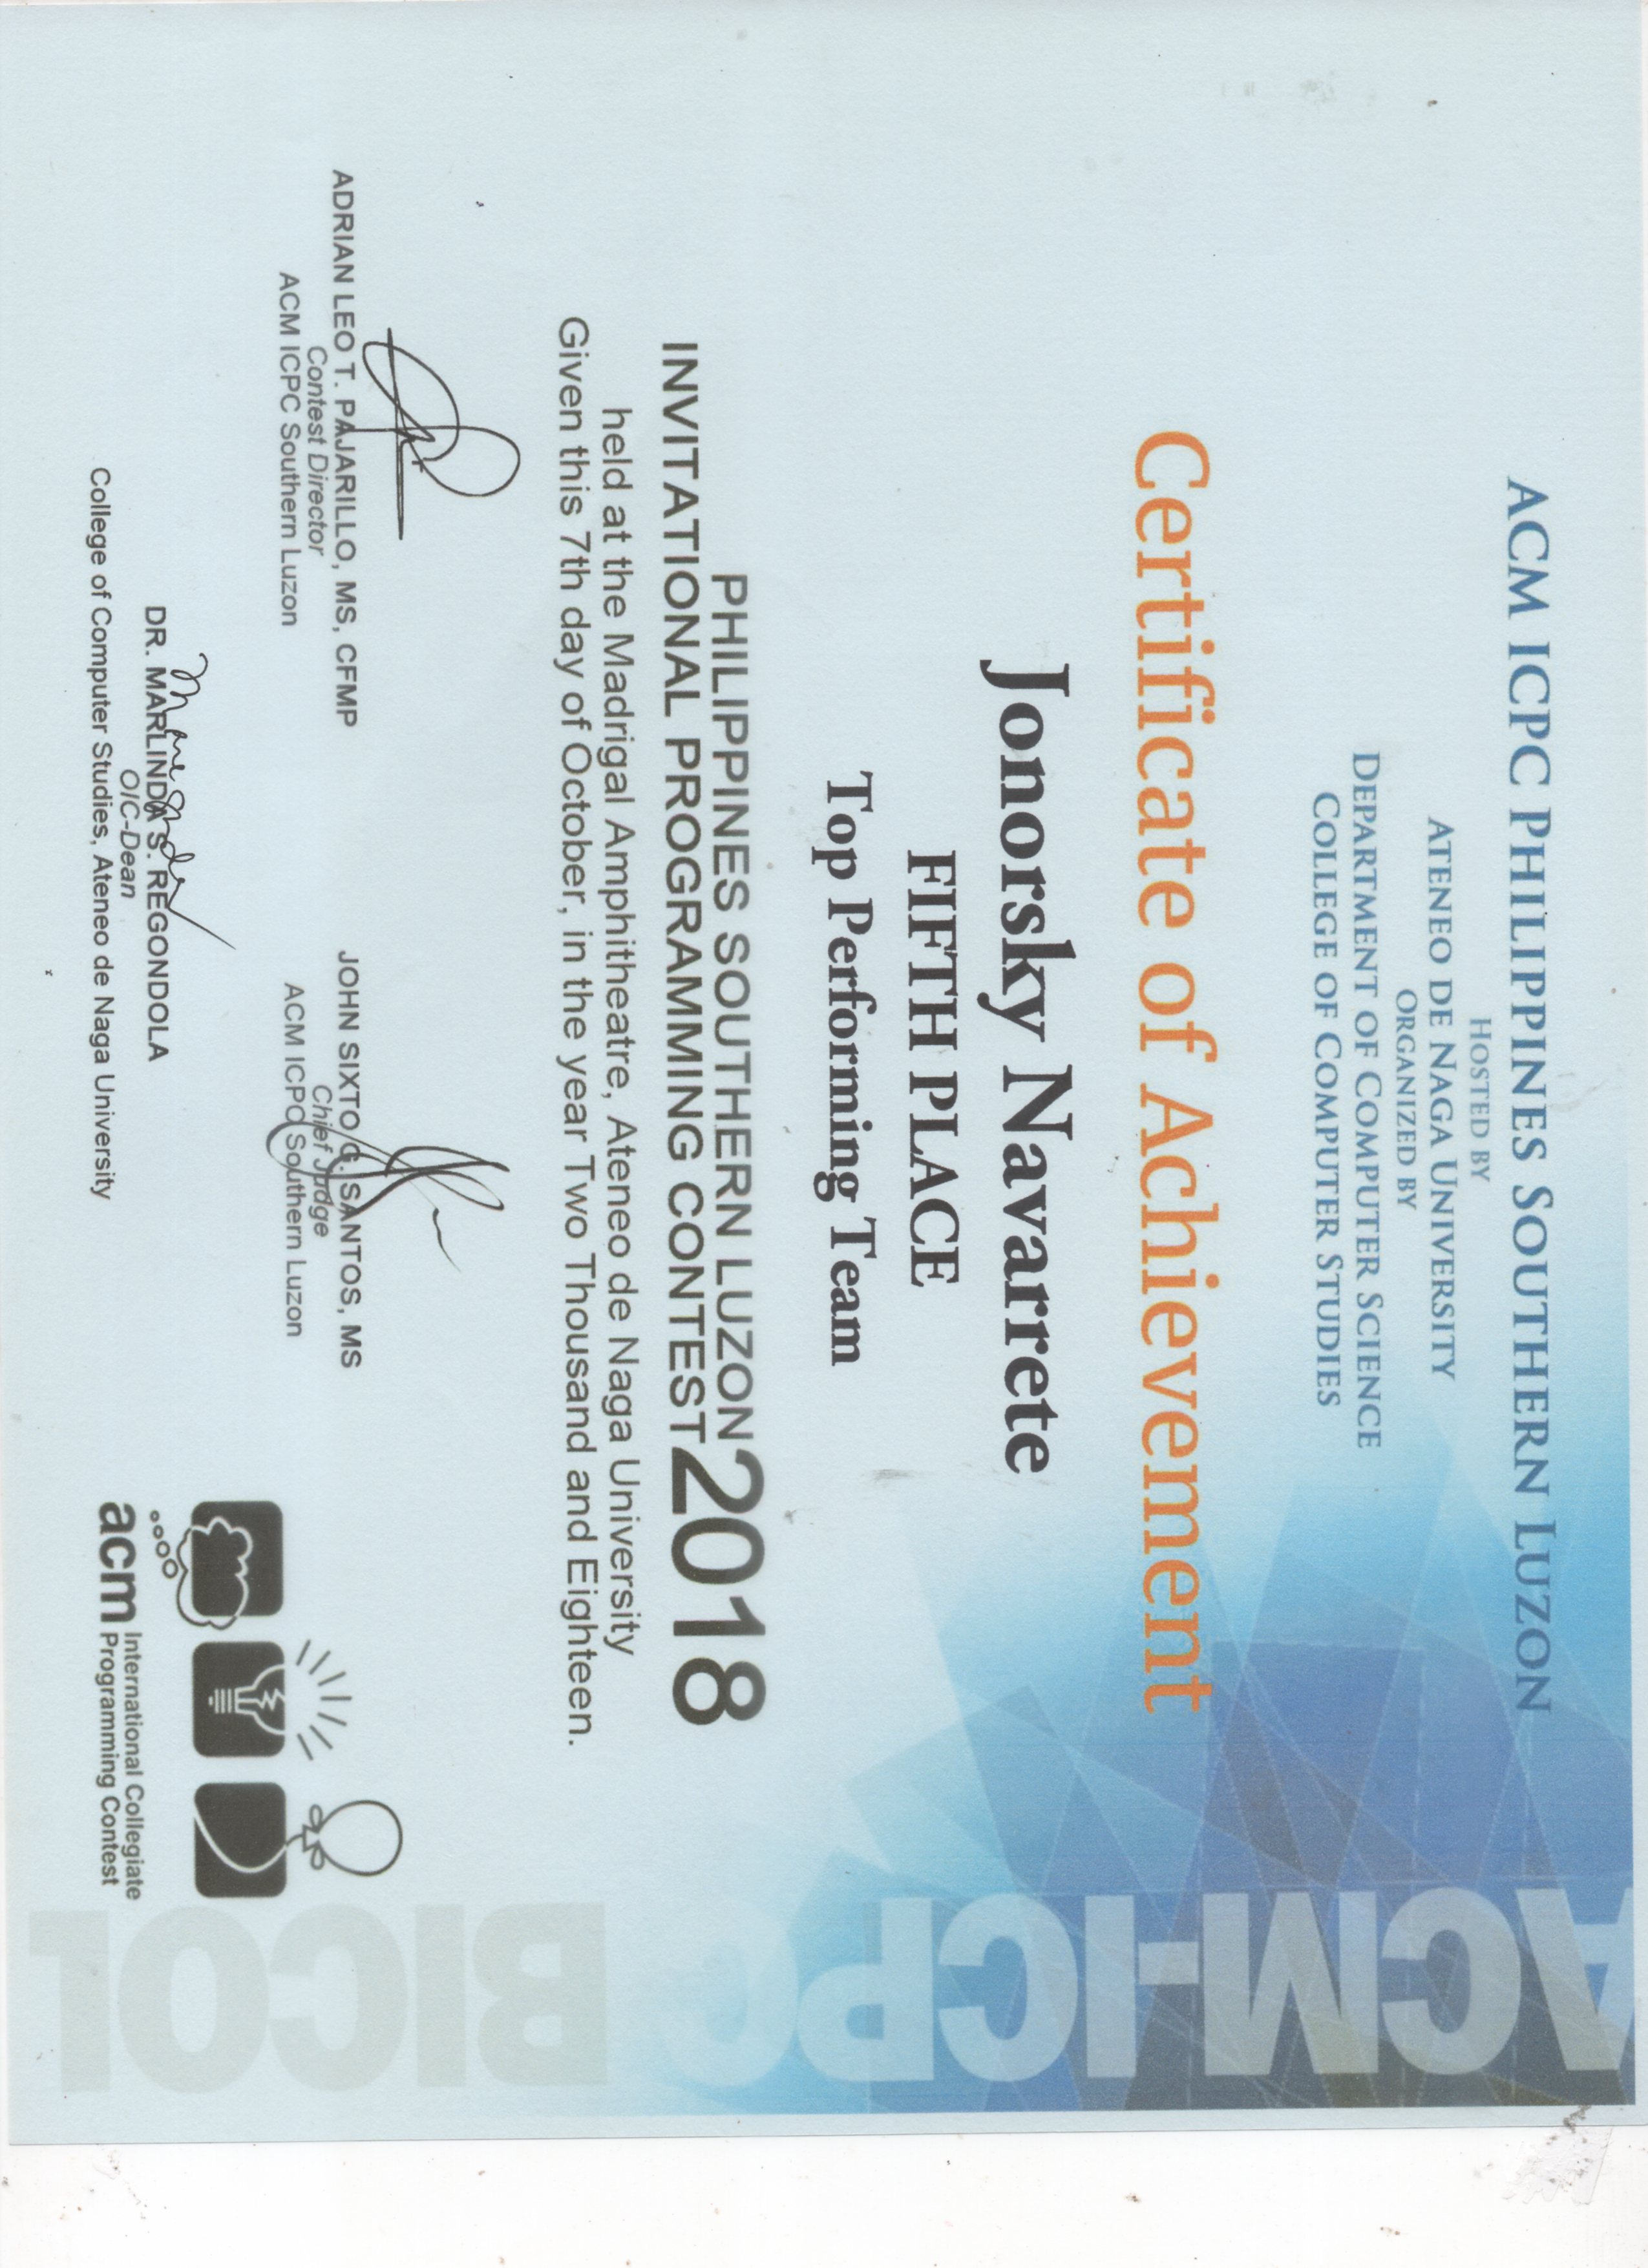 ACM ICPC PHILIPPINES SOUTHERN LUZON
HOSTED BY
ATENEO DE NAGA UNIVERSITY
ORGANIZED BY
DEPARTMENT OF COMPUTER SCIENCE
COLLEGE OF COMPUTER STUDIES
Certificate of Achievement
Jonorsky Navarrete
FIFTH PLACE
Top Performing Team
PHILIPPINES SOUTHERN LUZON
INVITATIONAL PROGRAMMING CONTEST 2018
held at the Madrigal Amphitheatre, Ateneo de Naga University
Given this 7th day of October, in the year Two Thousand and Eighteen.
ADRIAN LEO T. PAJARILLO, MS, CFMP
Contest Director
ACM ICPC Southern Luzon
JOHN SIXTO G. SANTOS, MS
Chief Judge
ACM ICPC Southern Luzon
DR. MARLINDA S. REGONDOLA
OIC-Dean
College of Computer Studies, Ateneo de Naga University
acm International Collegiate
Programming Contest
ACM-ICPC BICOL